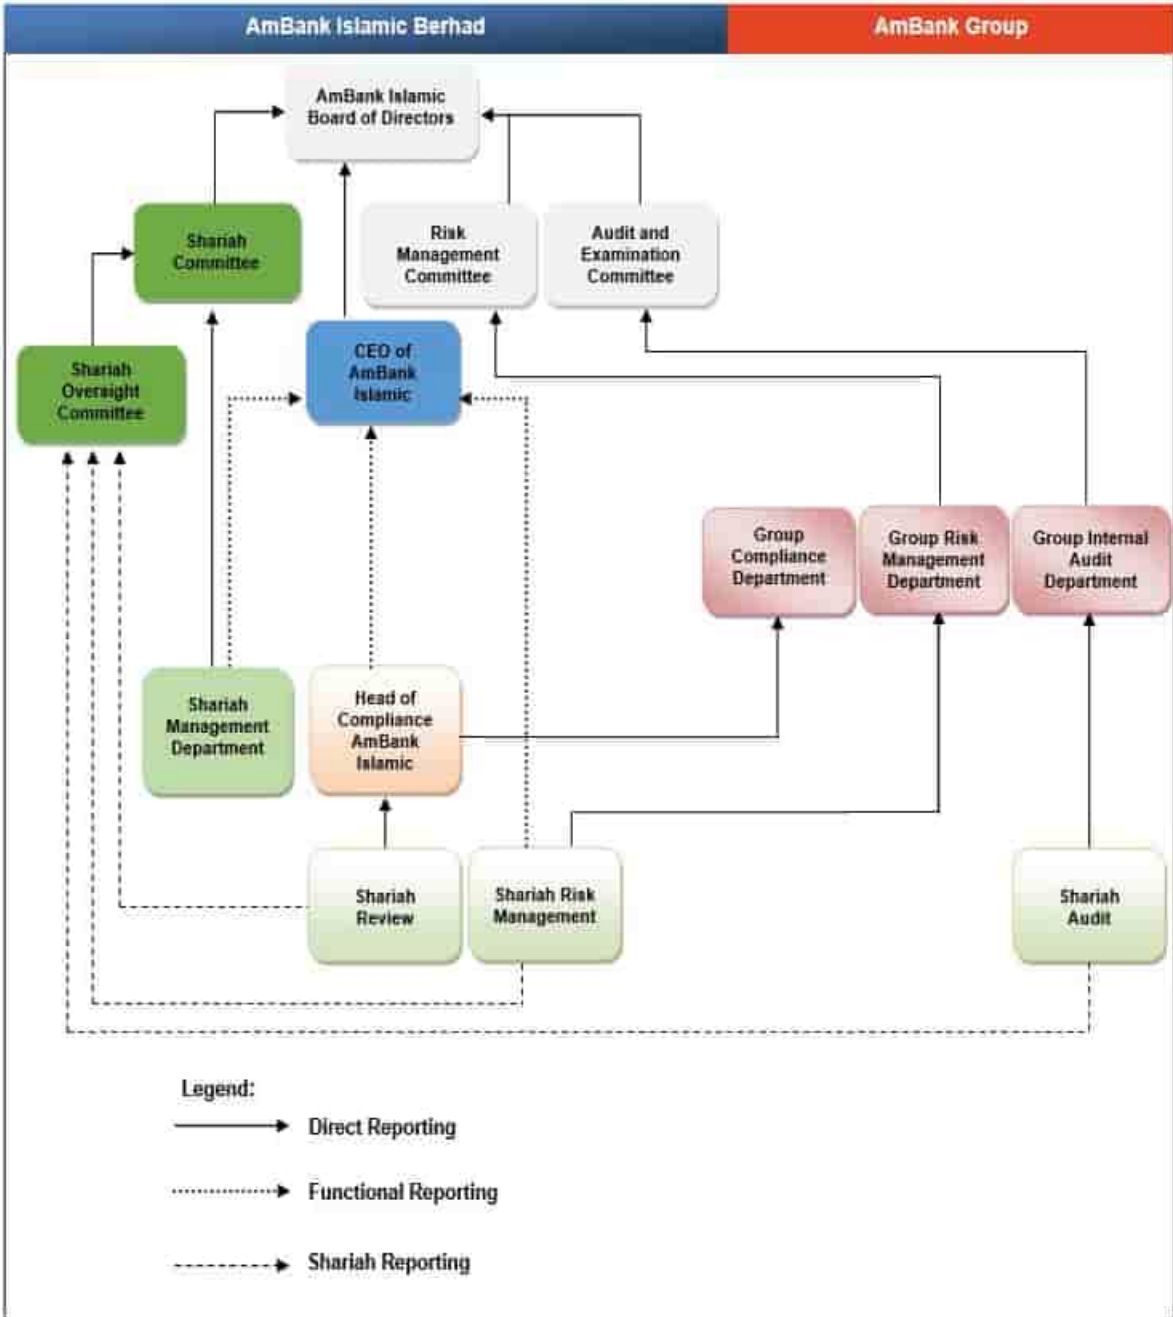 AmBank Islamic Berhad
AmBank Group
AmBank Islamic
Board of Directors
Shariah
Committee
Risk
Management
Committee
Audit and
Examination
Committee
Shariah
Oversight
Committee
CEO of
AmBank
Islamic
Group
Compliance
Department
Group Risk
Management
Department
Group Internal
Audit
Department
Shariah
Management
Department
Head of
Compliance
AmBank
Islamic
Shariah
Review
Shariah Risk
Management
Shariah
Audit
Legend:
Direct Reporting
Functional Reporting
Shariah Reporting